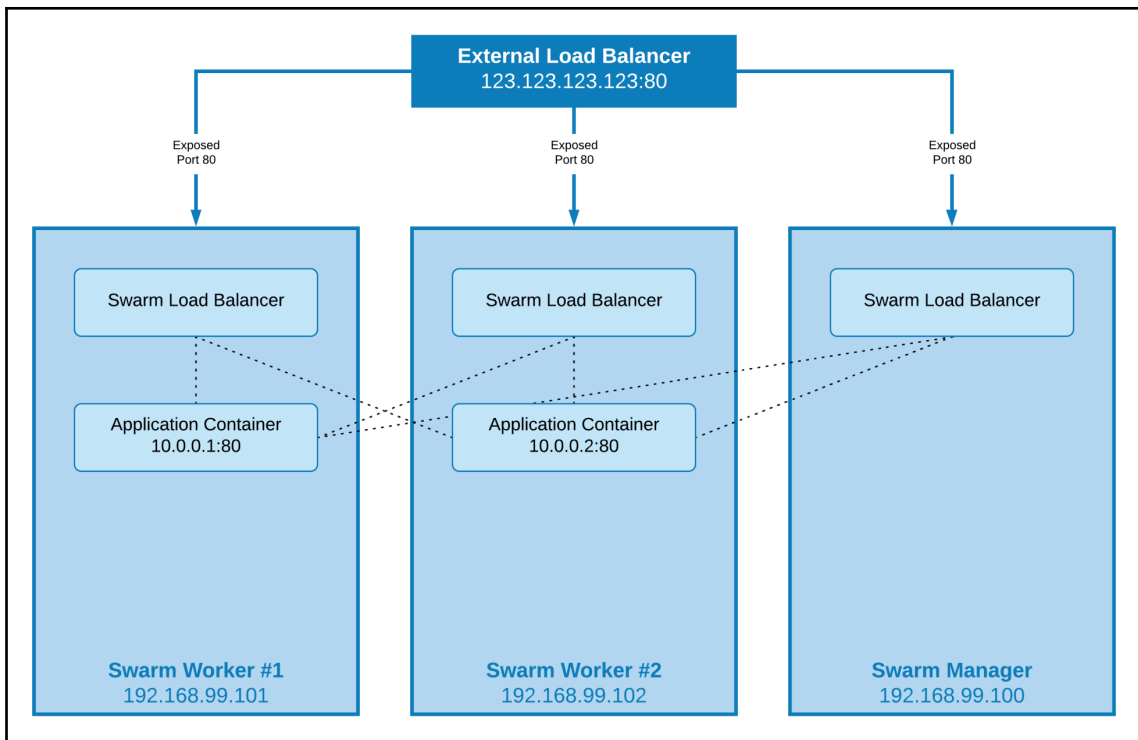 External Load Balancer
123.123.123.123:80
Exposed
Port 80
Exposed
Port 80
Exposed
Port 80
Swarm Load Balancer
Swarm Load Balancer
Swarm Load Balancer
Application Container
10.0.0.1:80
Application Container
10.0.0.2:80
Swarm Worker #1
192.168.99.101
Swarm Worker #2
192.168.99.102
Swarm Manager
192.168.99.100